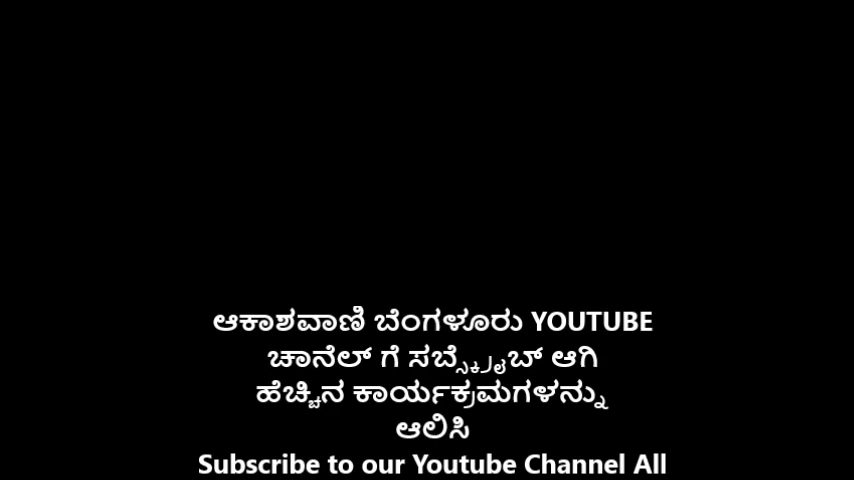 ಆಕಾಶವಾಣಿ ಬೆಂಗಳೂರು YOUTUBE
ಚಾನೆಲ್ ಗೆ ಸಬ್ಸ್ಕ್ರೈಬ್ ಆಗಿ
ಹೆಚ್ಚಿನ ಕಾರ್ಯಕ್ರಮಗಳನ್ನು
ಆಲಿಸಿ
Subscribe to our Youtube Channel All